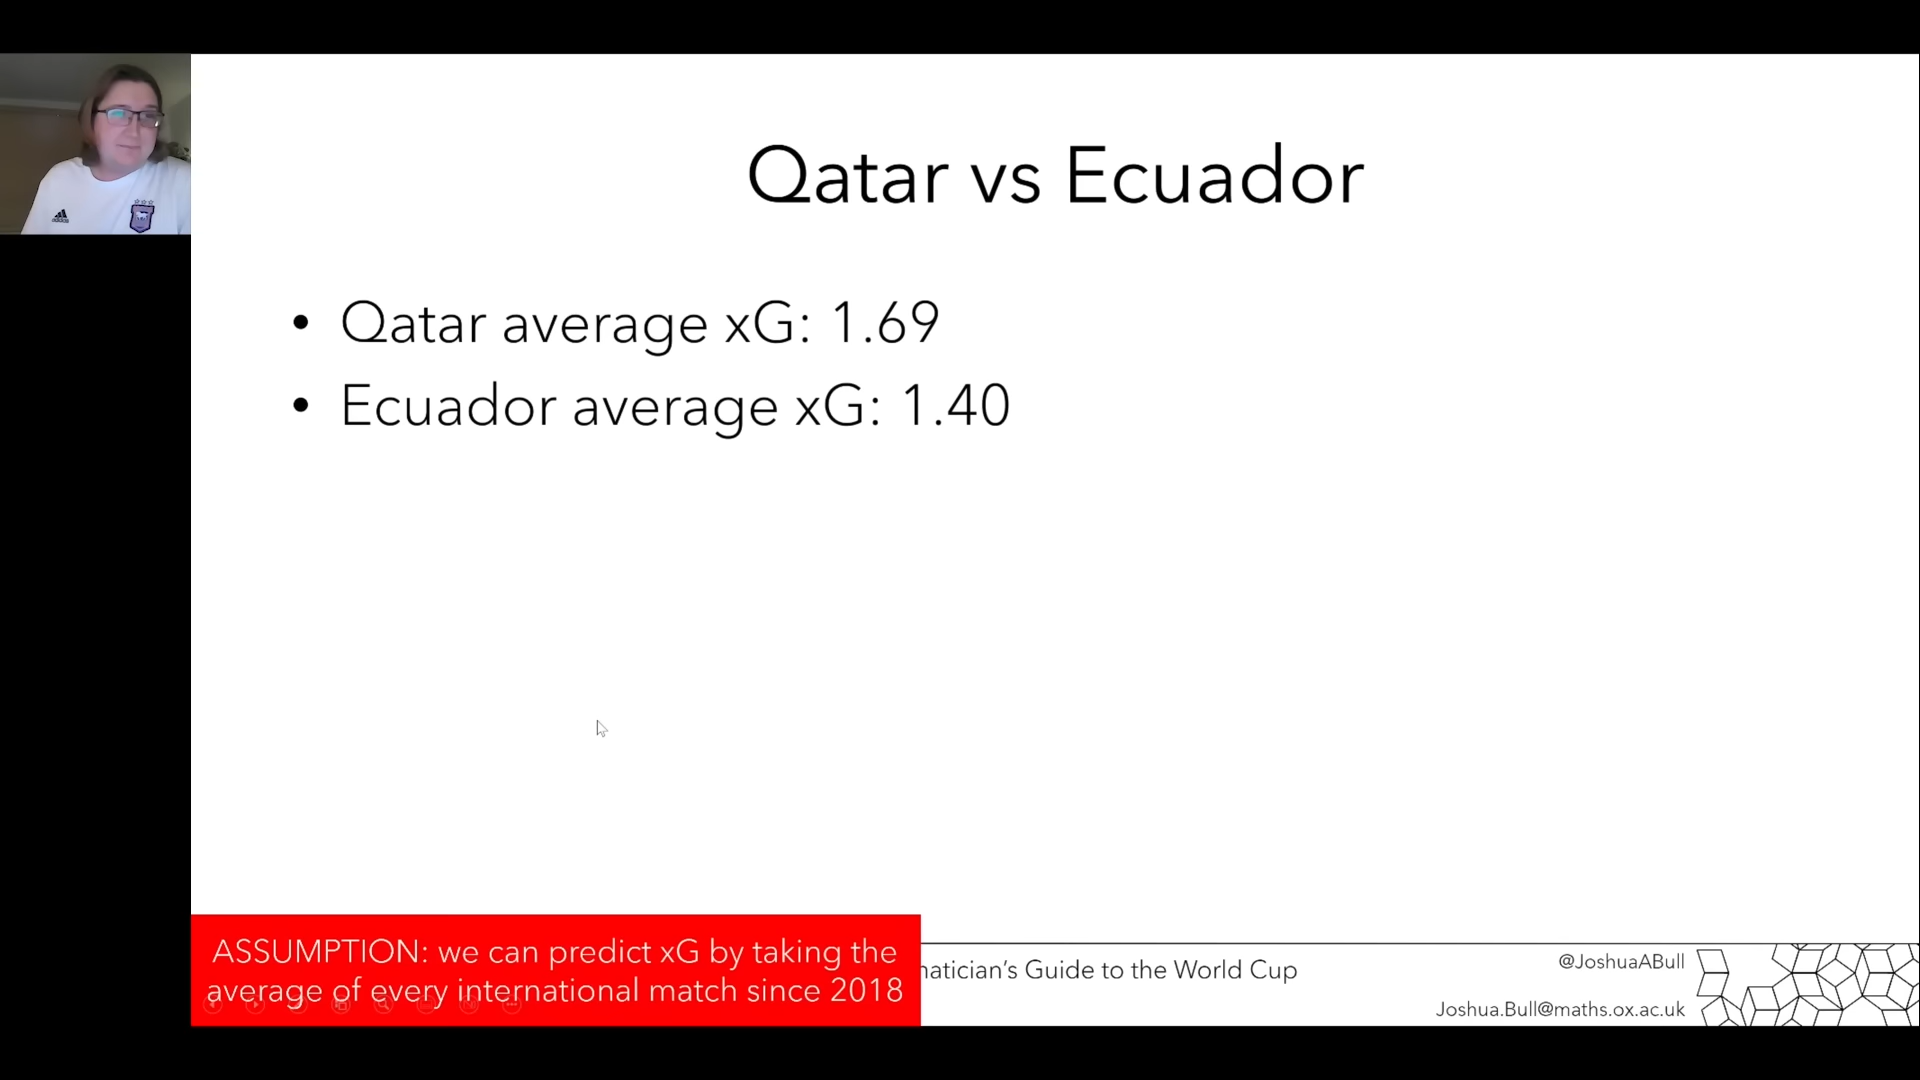 Qatar vs Ecuador
• Qatar average xG: 1.69
• Ecuador average xG: 1.40
ASSUMPTION: we can predict xG by taking the
average of every international match since 2018
natician's Guide to the World Cup
@JoshuaABull
Joshua.Bull@maths.ox.ac.uk
adidas